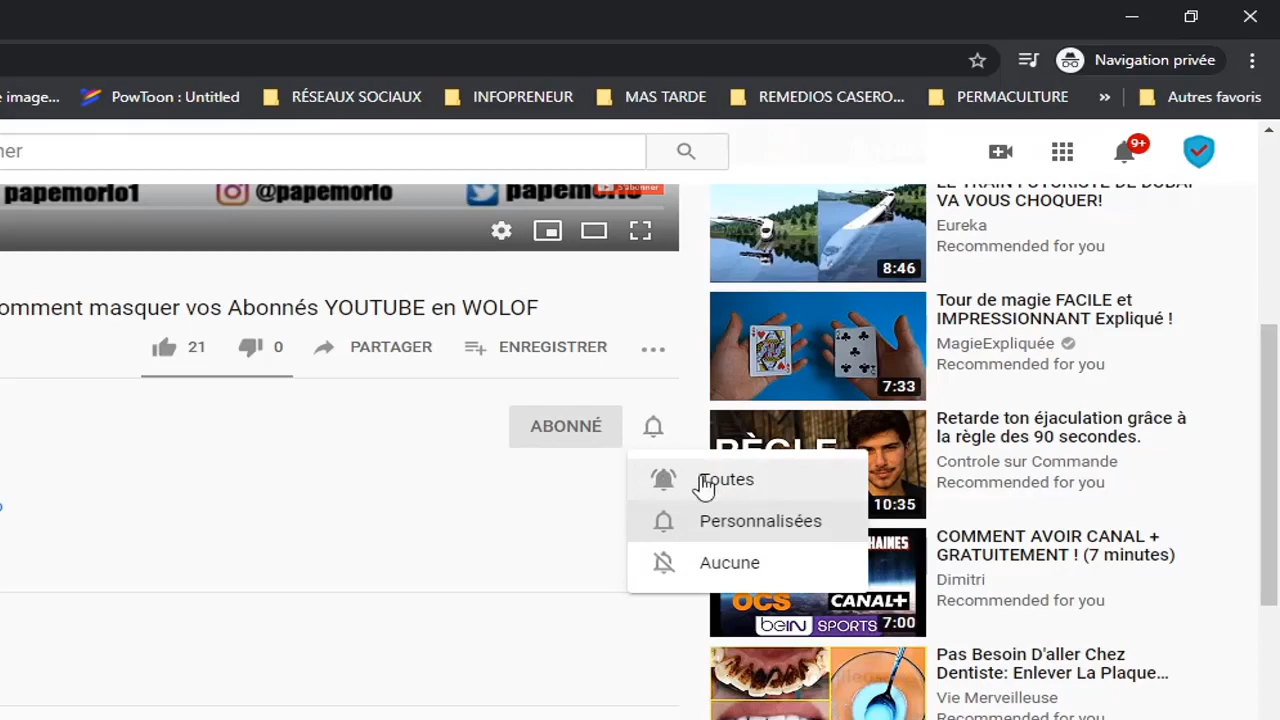 Navigation privée
e image...
PowToon : Untitled
RÉSEAUX SOCIAUX
INFOPRENEUR
MAS TARDE
REMEDIOS CASERO...
PERMACULTURE
»
Autres favoris
ner
9+
papemorlo1
@papemorlo
S'abonner
omment masquer vos Abonnés YOUTUBE en WOLOF
21
0
PARTAGER
ENREGISTRER
ABONNÉ
Toutes
Personnalisées
Aucune
LE TRAIN FUTURISTE DE DUBAI
VA VOUS CHOQUER!
Eureka
Recommended for you
8:46
Tour de magie FACILE et
IMPRESSIONNANT Expliqué !
MagieExpliquée
Recommended for you
7:33
Retarde ton éjaculation grâce à
la règle des 90 secondes.
Controle sur Commande
Recommended for you
RÈGLE
10:35
COMMENT AVOIR CANAL +
GRATUITEMENT ! (7 minutes)
Dimitri
Recommended for you
HAINES
OCS
CANAL+
beIN SPORTS
7:00
Pas Besoin D'aller Chez
Dentiste: Enlever La Plaque...
Vie Merveilleuse
Recommended for you